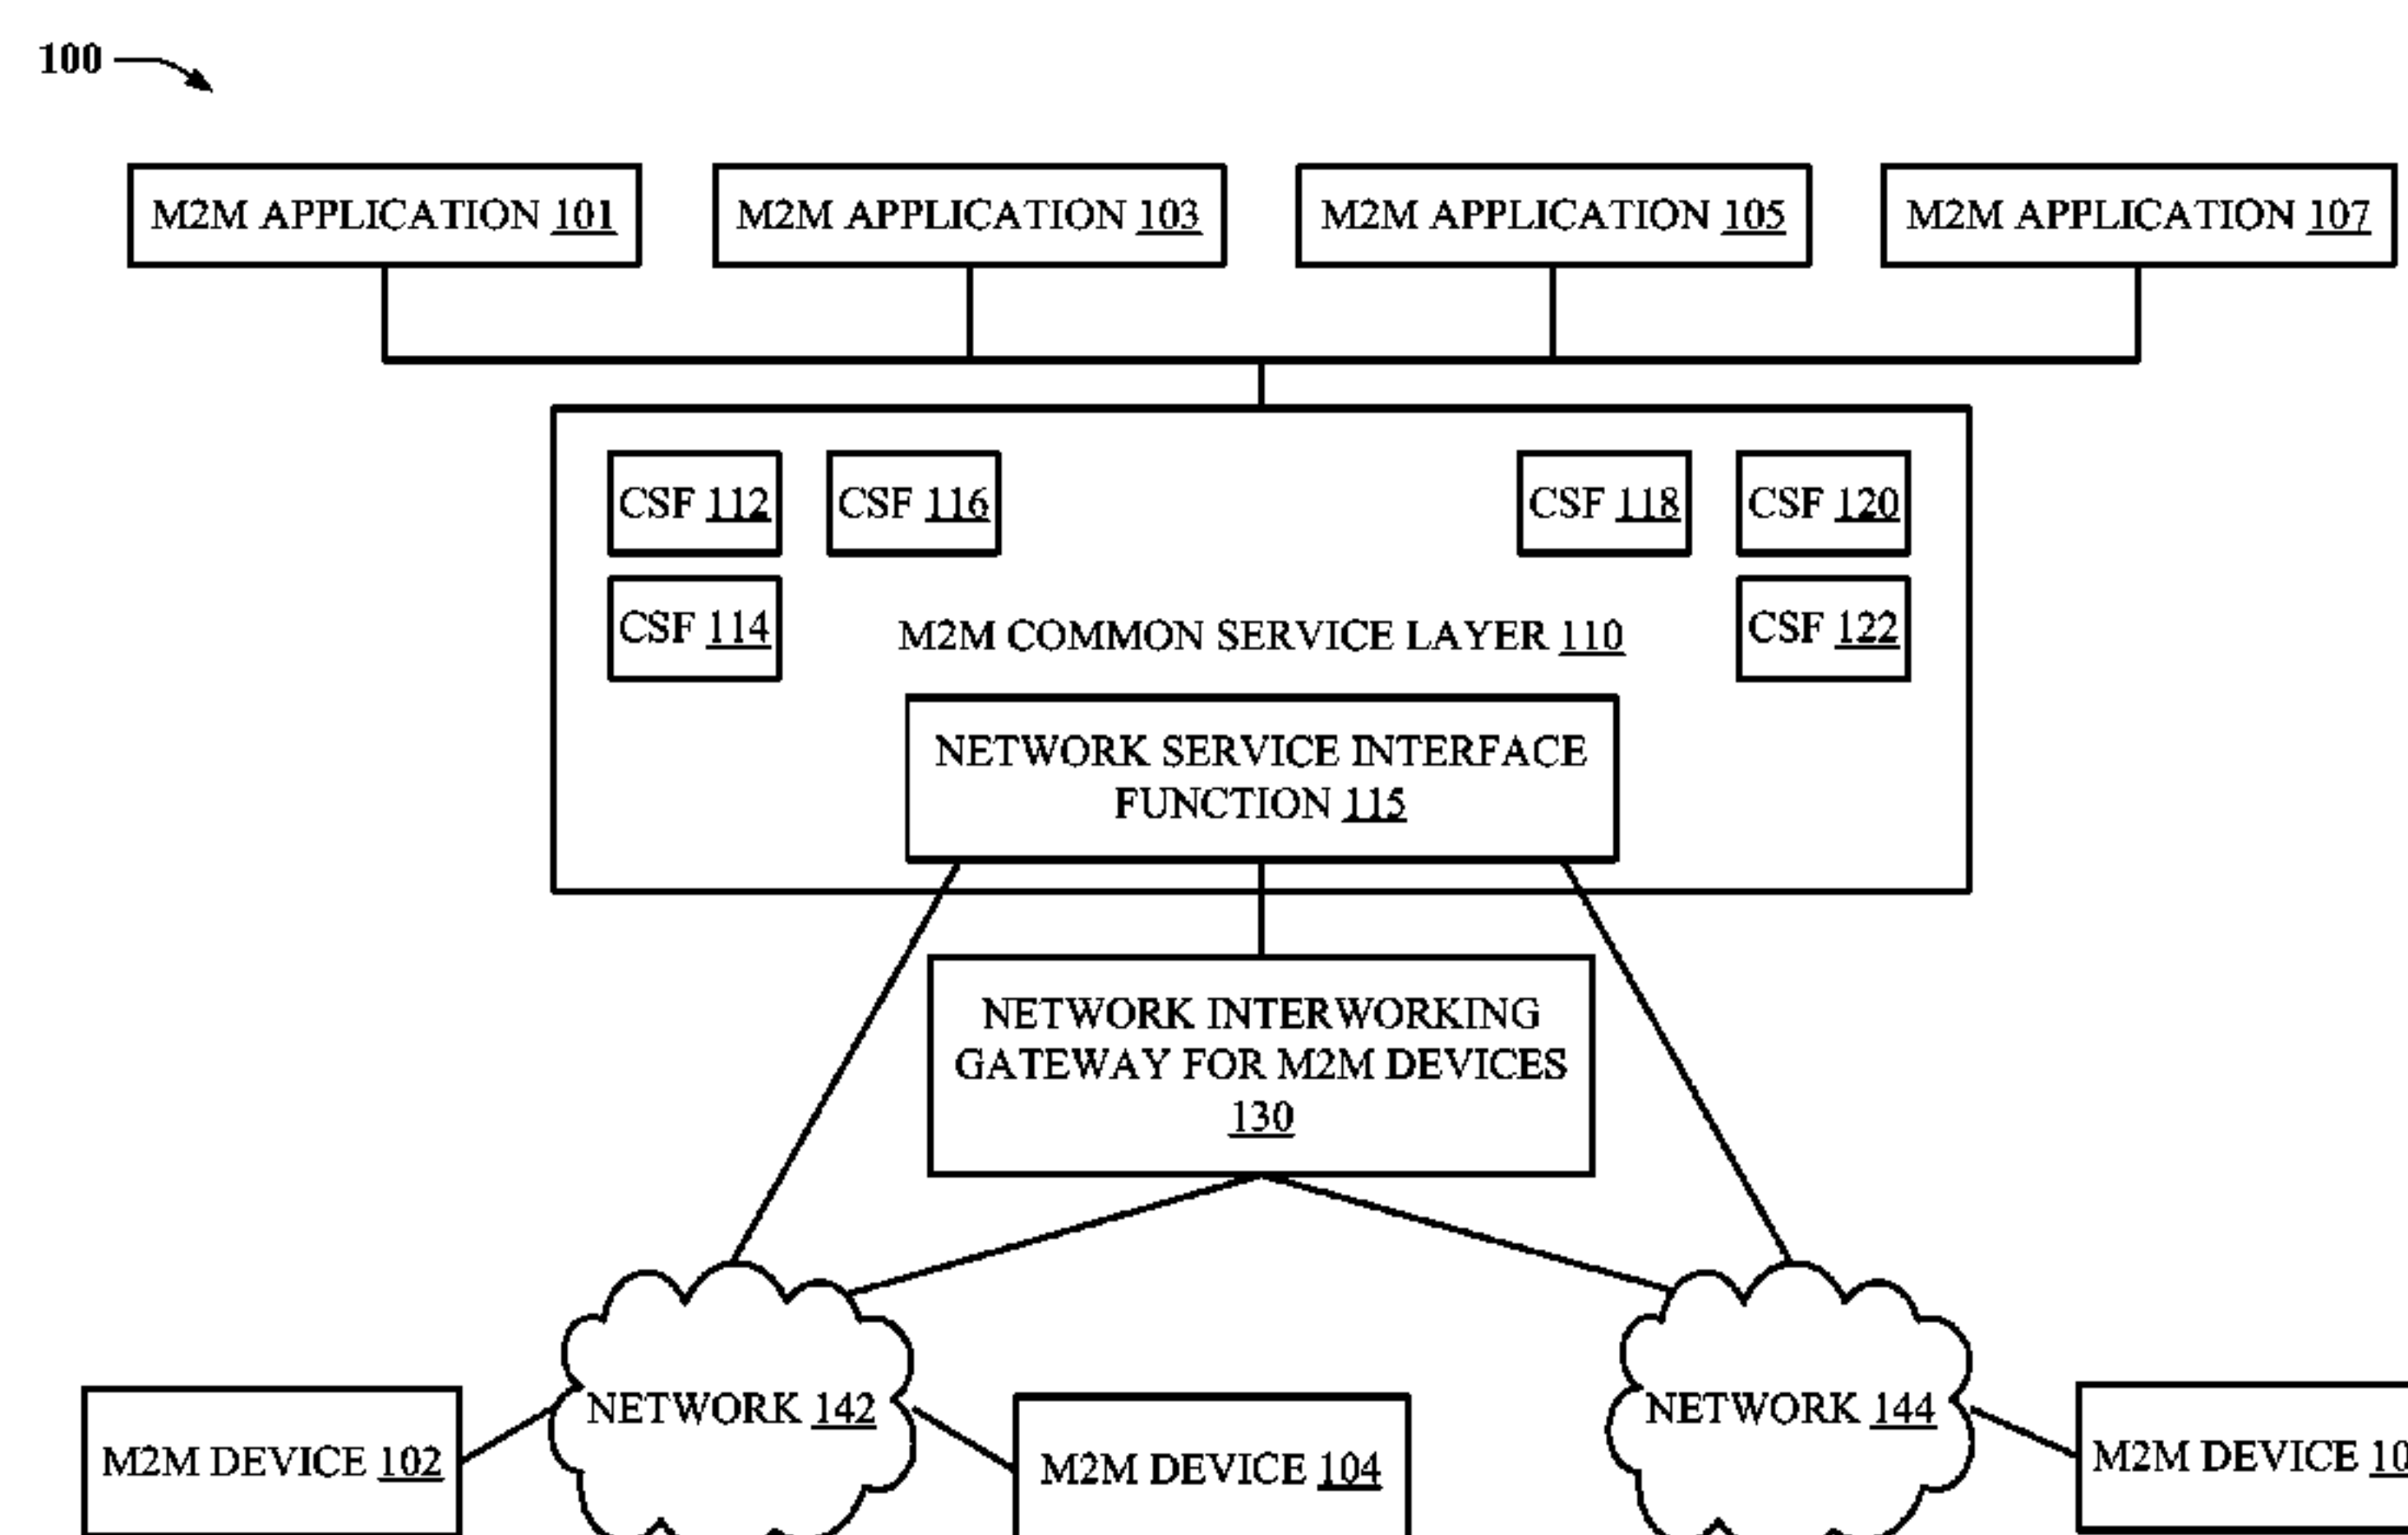 100
M2M APPLICATION 101
M2M APPLICATION 103
M2M APPLICATION 105
M2M APPLICATION 107
CSF 112
CSF 116
CSF 118
CSF 120
CSF 114
M2M COMMON SERVICE LAYER 110
CSF 122
NETWORK SERVICE INTERFACE
FUNCTION 115
NETWORK INTERWORKING
GATEWAY FOR M2M DEVICES
130
NETWORK 142
NETWORK 144
M2M DEVICE 102
M2M DEVICE 104
M2M DEVICE